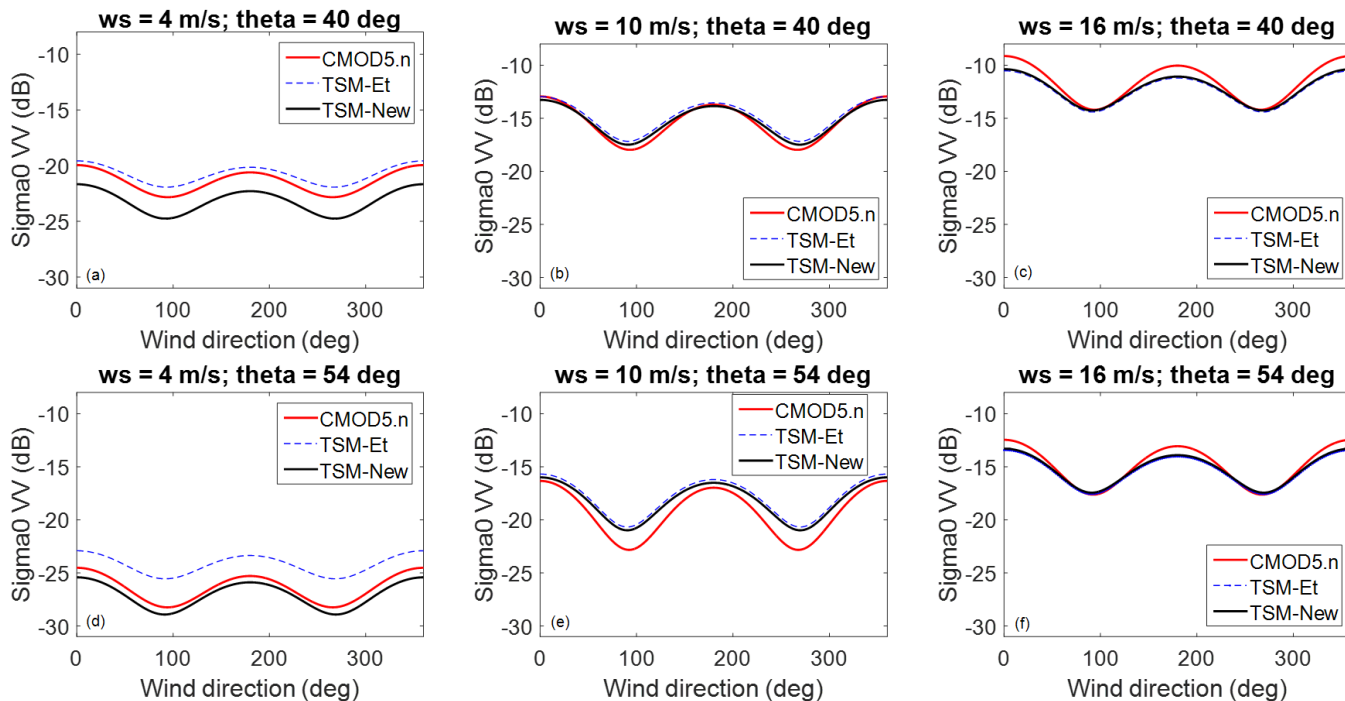 ws = 4 m/s; theta = 40 deg
-10
-15
-20
-25
-30
Sigma0 VV (dB)
CMOD5.n
TSM-Et
TSM-New
(a)
0
100
200
300
Wind direction (deg)
ws = 10 m/s; theta = 40 deg
-10
-15
-20
-25
-30
Sigma0 VV (dB)
CMOD5.n
TSM-Et
TSM-New
(b)
0
100
200
300
Wind direction (deg)
ws = 16 m/s; theta = 40 deg
-10
-15
-20
-25
-30
Sigma0 VV (dB)
CMOD5.n
TSM-Et
TSM-New
(c)
0
100
200
300
Wind direction (deg)
ws = 4 m/s; theta = 54 deg
-10
-15
-20
-25
-30
Sigma0 VV (dB)
CMOD5.n
TSM-Et
TSM-New
(d)
0
100
200
300
Wind direction (deg)
ws = 10 m/s; theta = 54 deg
-10
-15
-20
-25
-30
Sigma0 VV (dB)
CMOD5.n
TSM-Et
TSM-New
(e)
0
100
200
300
Wind direction (deg)
ws = 16 m/s; theta = 54 deg
-10
-15
-20
-25
-30
Sigma0 VV (dB)
CMOD5.n
TSM-Et
TSM-New
(f)
0
100
200
300
Wind direction (deg)